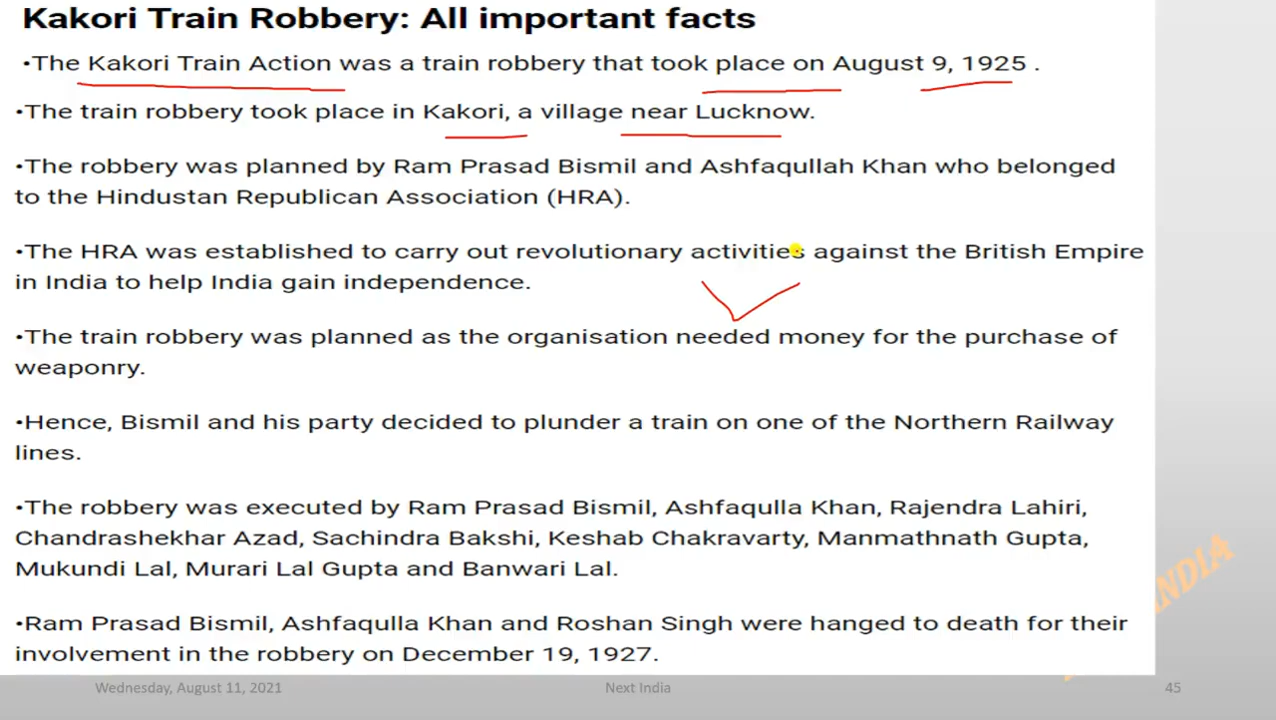 Kakori Train Robbery: All important facts
•The Kakori Train Action was a train robbery that took place on August 9, 1925 .
•The train robbery took place in Kakori, a village near Lucknow.
•The robbery was planned by Ram Prasad Bismil and Ashfaqullah Khan who belonged
to the Hindustan Republican Association (HRA).
•The HRA was established to carry out revolutionary activities against the British Empire
in India to help India gain independence.
•The train robbery was planned as the organisation needed money for the purchase of
weaponry.
•Hence, Bismil and his party decided to plunder a train on one of the Northern Railway
lines.
•The robbery was executed by Ram Prasad Bismil, Ashfaqulla Khan, Rajendra Lahiri,
Chandrashekhar Azad, Sachindra Bakshi, Keshab Chakravarty, Manmathnath Gupta,
Mukundi Lal, Murari Lal Gupta and Banwari Lal.
•Ram Prasad Bismil, Ashfaqulla Khan and Roshan Singh were hanged to death for their
involvement in the robbery on December 19, 1927.
INDIA
Wednesday, August 11, 2021 Next India 45